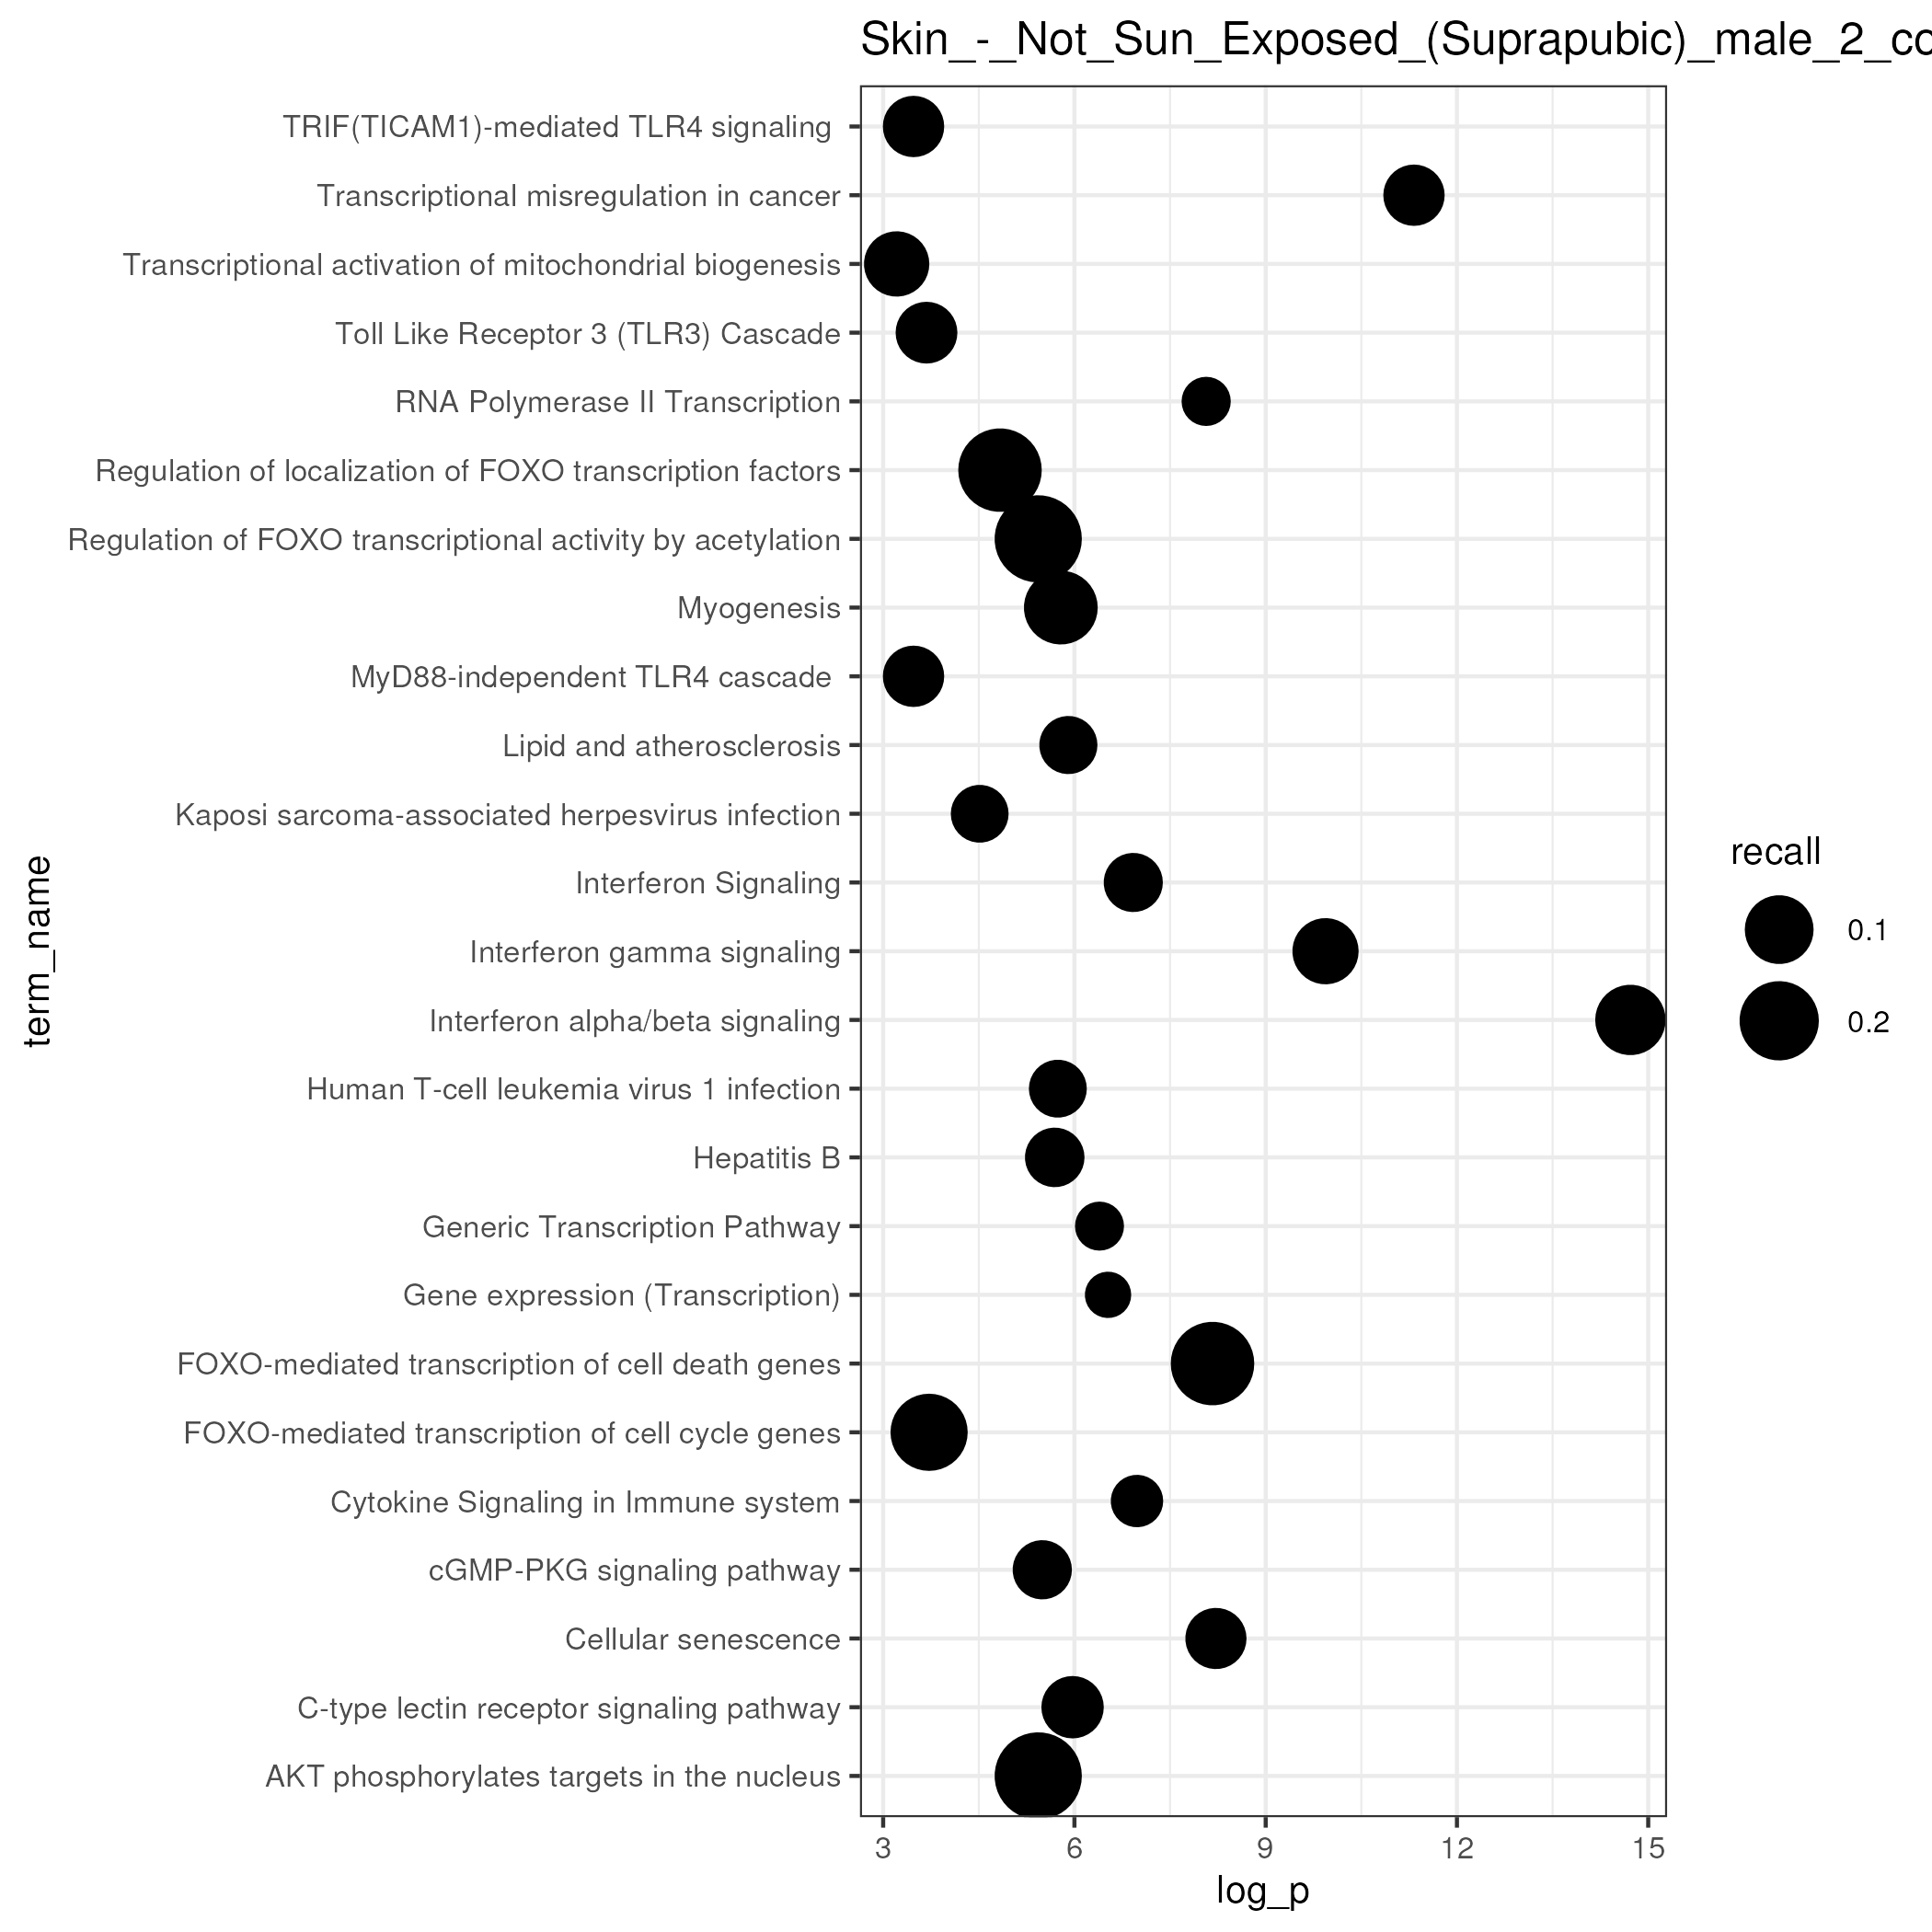 Skin_-_Not_Sun_Exposed_(Suprapubic)_male_2_co
TRIF(TICAM1)-mediated TLR4 signaling
Transcriptional misregulation in cancer
Transcriptional activation of mitochondrial biogenesis
Toll Like Receptor 3 (TLR3) Cascade
RNA Polymerase II Transcription
Regulation of localization of FOXO transcription factors
Regulation of FOXO transcriptional activity by acetylation
Myogenesis
MyD88-independent TLR4 cascade
Lipid and atherosclerosis
Kaposi sarcoma-associated herpesvirus infection
Interferon Signaling
Interferon gamma signaling
Interferon alpha/beta signaling
Human T-cell leukemia virus 1 infection
Hepatitis B
Generic Transcription Pathway
Gene expression (Transcription)
FOXO-mediated transcription of cell death genes
FOXO-mediated transcription of cell cycle genes
Cytokine Signaling in Immune system
cGMP-PKG signaling pathway
Cellular senescence
C-type lectin receptor signaling pathway
AKT phosphorylates targets in the nucleus
term_name
3 6 9 12 15
log_p
recall
0.1
0.2